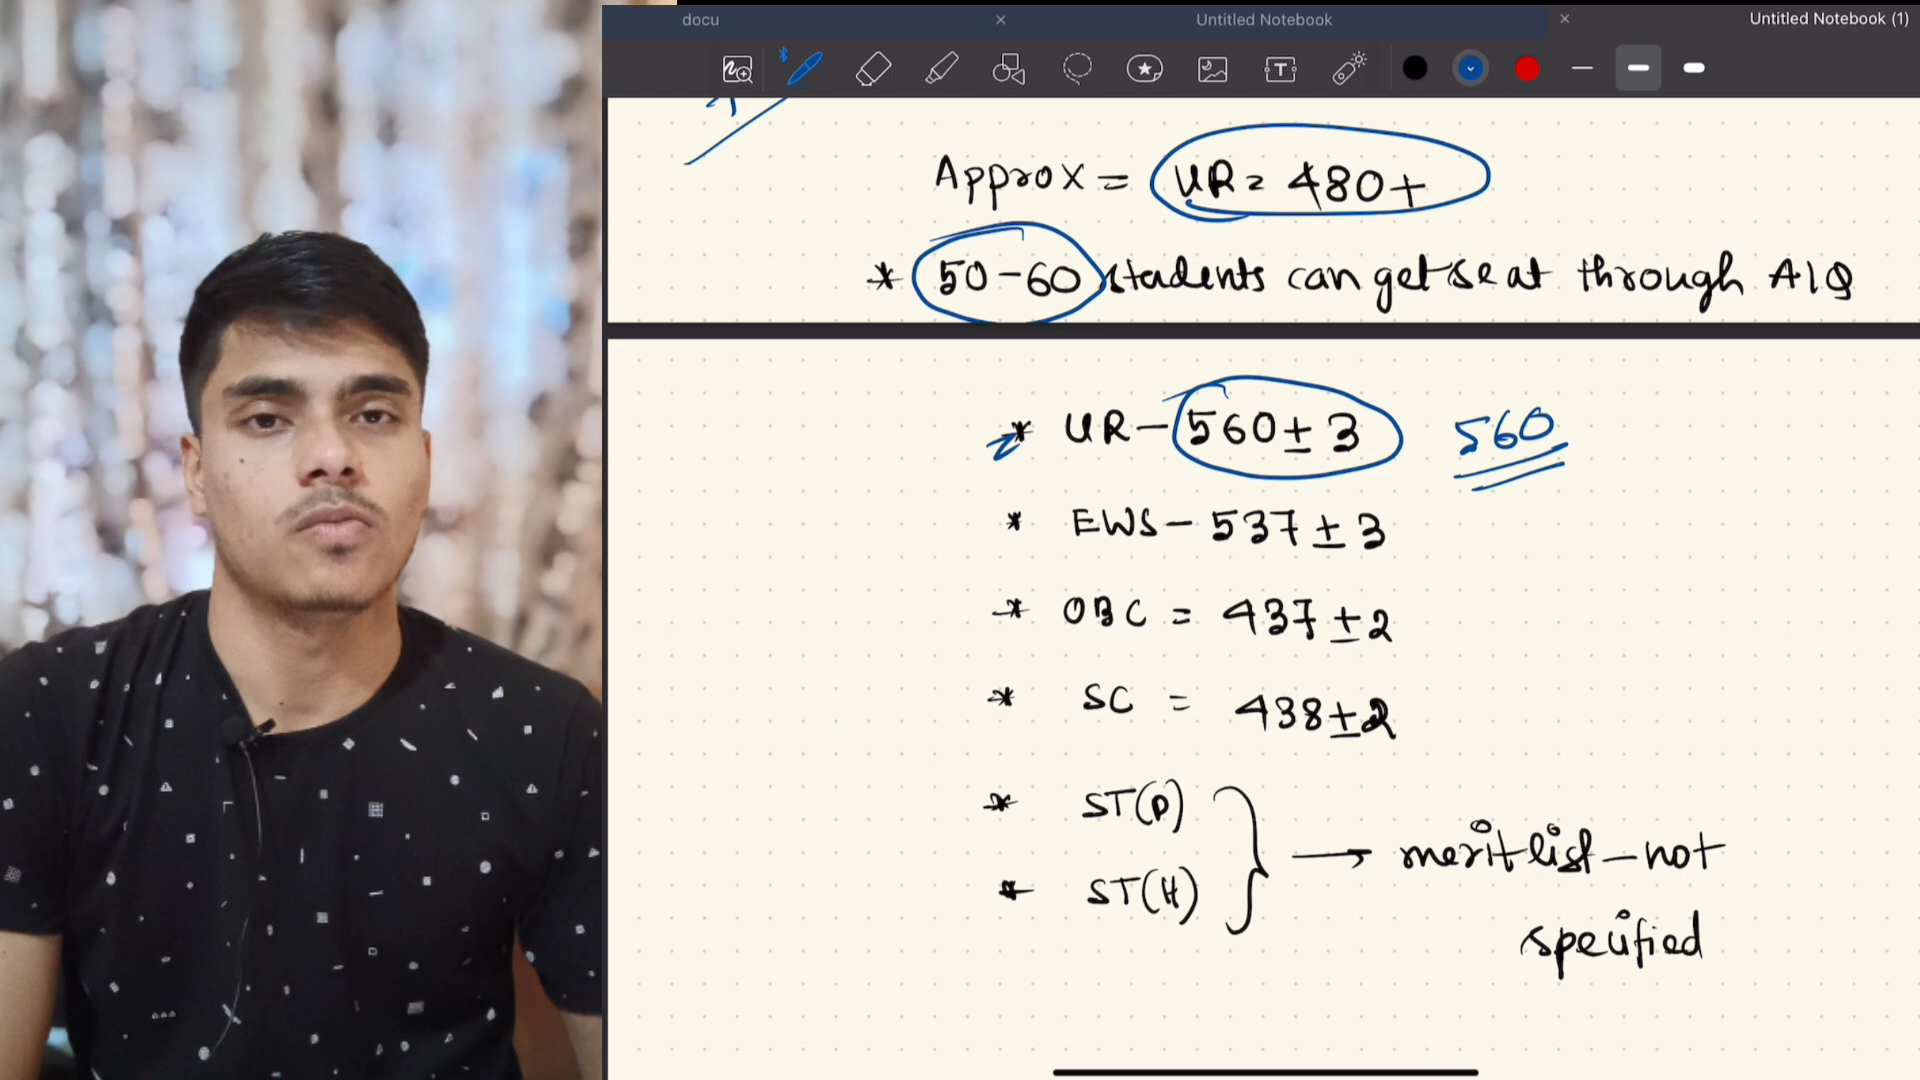 docu
Untitled Notebook
Untitled Notebook (1)
Approx = UR = 480+
* 50-60 students can get seat through AIQ
* UR - 560 ± 3 560
* EWS - 537 ± 3
* OBC = 437 ± 2
* SC = 438 ± 2
* ST(P)
* ST(H)
→ merit list - not
specified